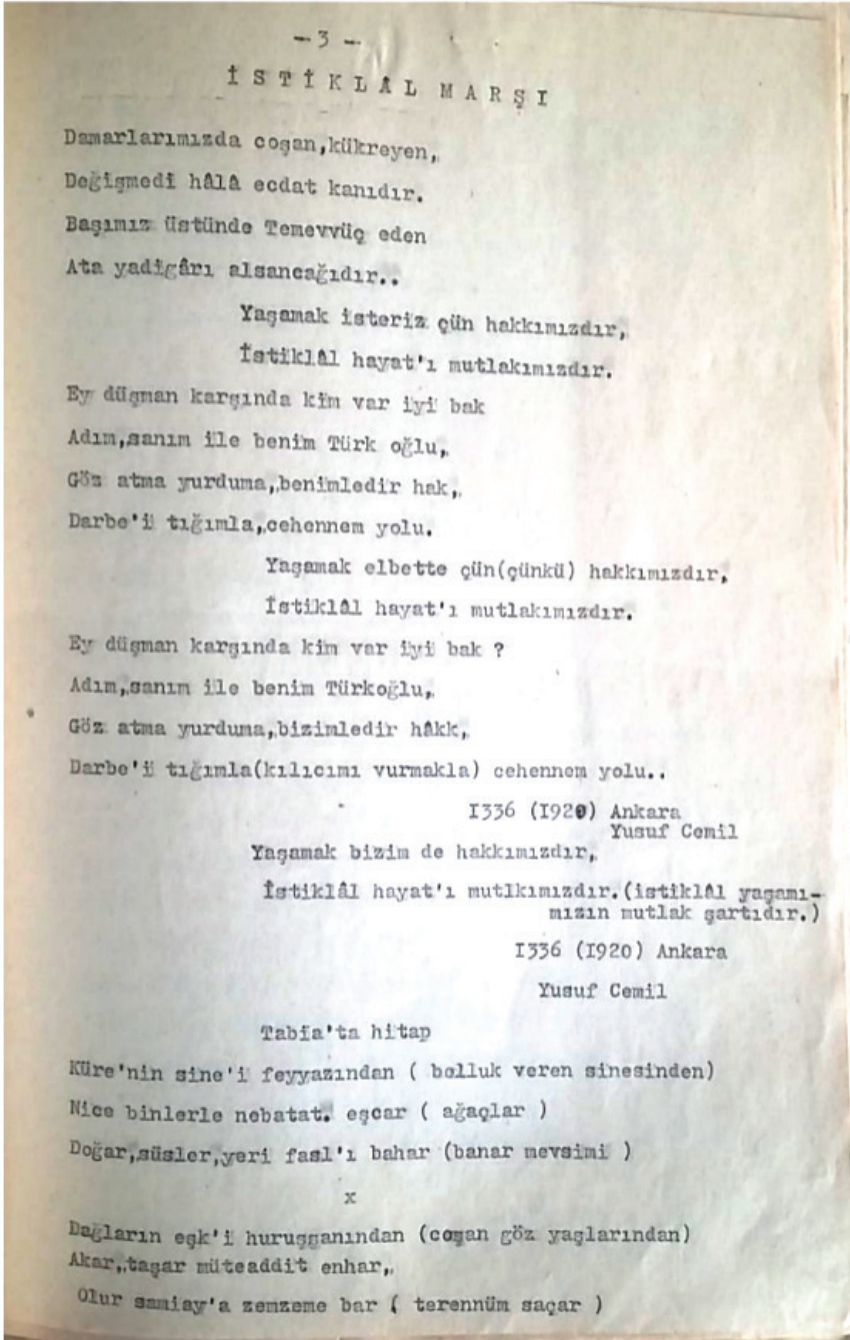 -3-
İSTİKLÂL MARŞI
Damarlarımızda coşan,kükreyen,
Değişmedi hâlâ ecdat kanıdır.
Başımız üstünde Temevvüç eden
Ata yadigârı alsancağıdır..
Yaşamak isteriz çün hakkımızdır,
İstiklâl hayat'ı mutlakımızdır.
Ey düşman karşında kim var iyi bak
Adım,şanım ile benim Türk oğlu,
Göz atma yurduma,benimledir hak,
Darbe'i tığımla,cehennem yolu.
Yaşamak elbette çün(çünkü) hakkımızdır,
İstiklâl hayat'ı mutlakımızdır.
Ey düşman karşında kim var iyi bak ?
Adım,sanım ile benim Türkoğlu,
Göz atma yurduma,bizimledir hâkk,
Darbe'i tığımla(kılıcımı vurmakla) cehennem yolu..
I336 (I920) Ankara
Yusuf Cemil
Yaşamak bizim de hakkımızdır,
İstiklâl hayat'ı mutlkımızdır.(istiklâl yaşamı-
mızın mutlak şartıdır.)
I336 (I920) Ankara
Yusuf Cemil
Tabia'ta hitap
Küre'nin sine'i feyyazından ( bolluk veren sinesinden)
Nice binlerle nebatat. eşcar ( ağaçlar )
Doğar,süsler,yeri fasl'ı bahar (banar mevsimi )
x
Dağların eşk'i huruşşanından (coşan göz yaşlarından)
Akar,taşar müteaddit enhar,
Olur samiay'a zemzeme bar ( terennüm saçar )